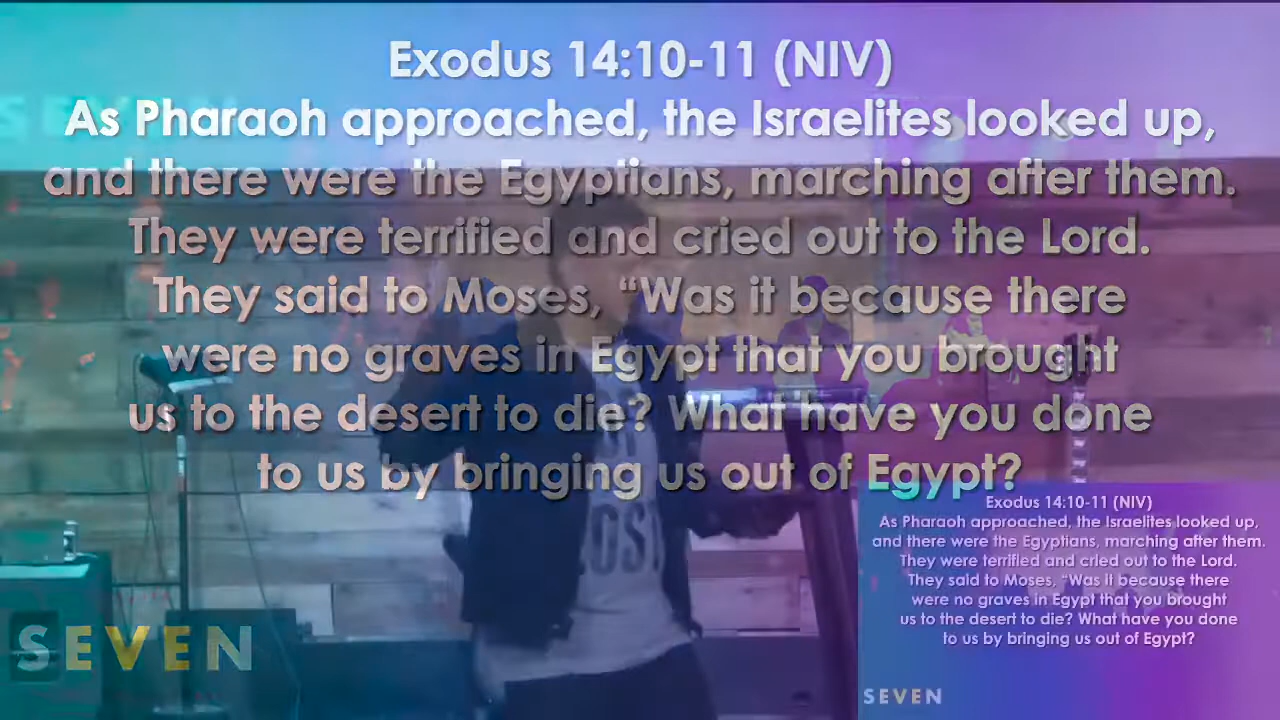 Exodus 14:10-11 (NIV)
As Pharaoh approached, the Israelites looked up,
and there were the Egyptians, marching after them.
They were terrified and cried out to the Lord.
They said to Moses, “Was it because there
were no graves in Egypt that you brought
us to the desert to die? What have you done
to us by bringing us out of Egypt?
SEVEN
Exodus 14:10-11 (NIV)
As Pharaoh approached, the Israelites looked up,
and there were the Egyptians, marching after them.
They were terrified and cried out to the Lord.
They said to Moses, “Was it because there
were no graves in Egypt that you brought
us to the desert to die? What have you done
to us by bringing us out of Egypt?
SEVEN